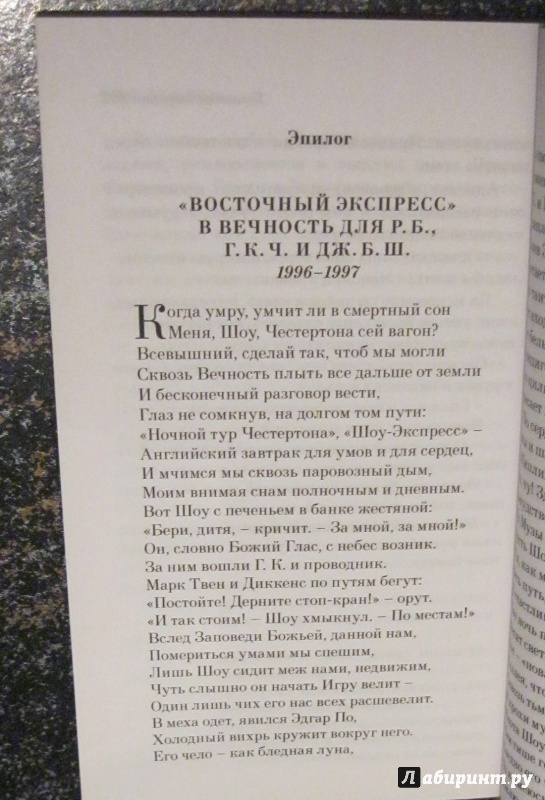 Эпилог
«ВОСТОЧНЫЙ ЭКСПРЕСС»
В ВЕЧНОСТЬ ДЛЯ Р. Б.,
Г. К. Ч. И ДЖ. Б. Ш.
1996–1997
Когда умру, умчит ли в смертный сон
Меня, Шоу, Честертона сей вагон?
Всевышний, сделай так, чтоб мы могли
Сквозь Вечность плыть все дальше от земли
И бесконечный разговор вести,
Глаз не сомкнув, на долгом том пути:
«Ночной тур Честертона», «Шоу-Экспресс» –
Английский завтрак для умов и для сердец,
И мчимся мы сквозь паровозный дым,
Моим внимая снам полночным и дневным.
Вот Шоу с печеньем в банке жестяной:
«Бери, дитя, – кричит. – За мной, за мной!»
Он, словно Божий Глас, с небес возник.
За ним вошли Г. К. и проводник.
Марк Твен и Диккенс по путям бегут:
«Постойте! Дерните стоп-кран!» – орут.
«И так стоим! – Шоу хмыкнул. – По местам!»
Вслед Заповеди Божьей, данной нам,
Помериться умами мы спешим,
Лишь Шоу сидит меж нами, недвижим,
Чуть слышно он начать Игру велит –
Один лишь чих его нас всех расшевелит.
В меха одет, явился Эдгар По,
Холодный вихрь кружит вокруг него.
Его чело – как бледная луна,
Лабиринт.ру